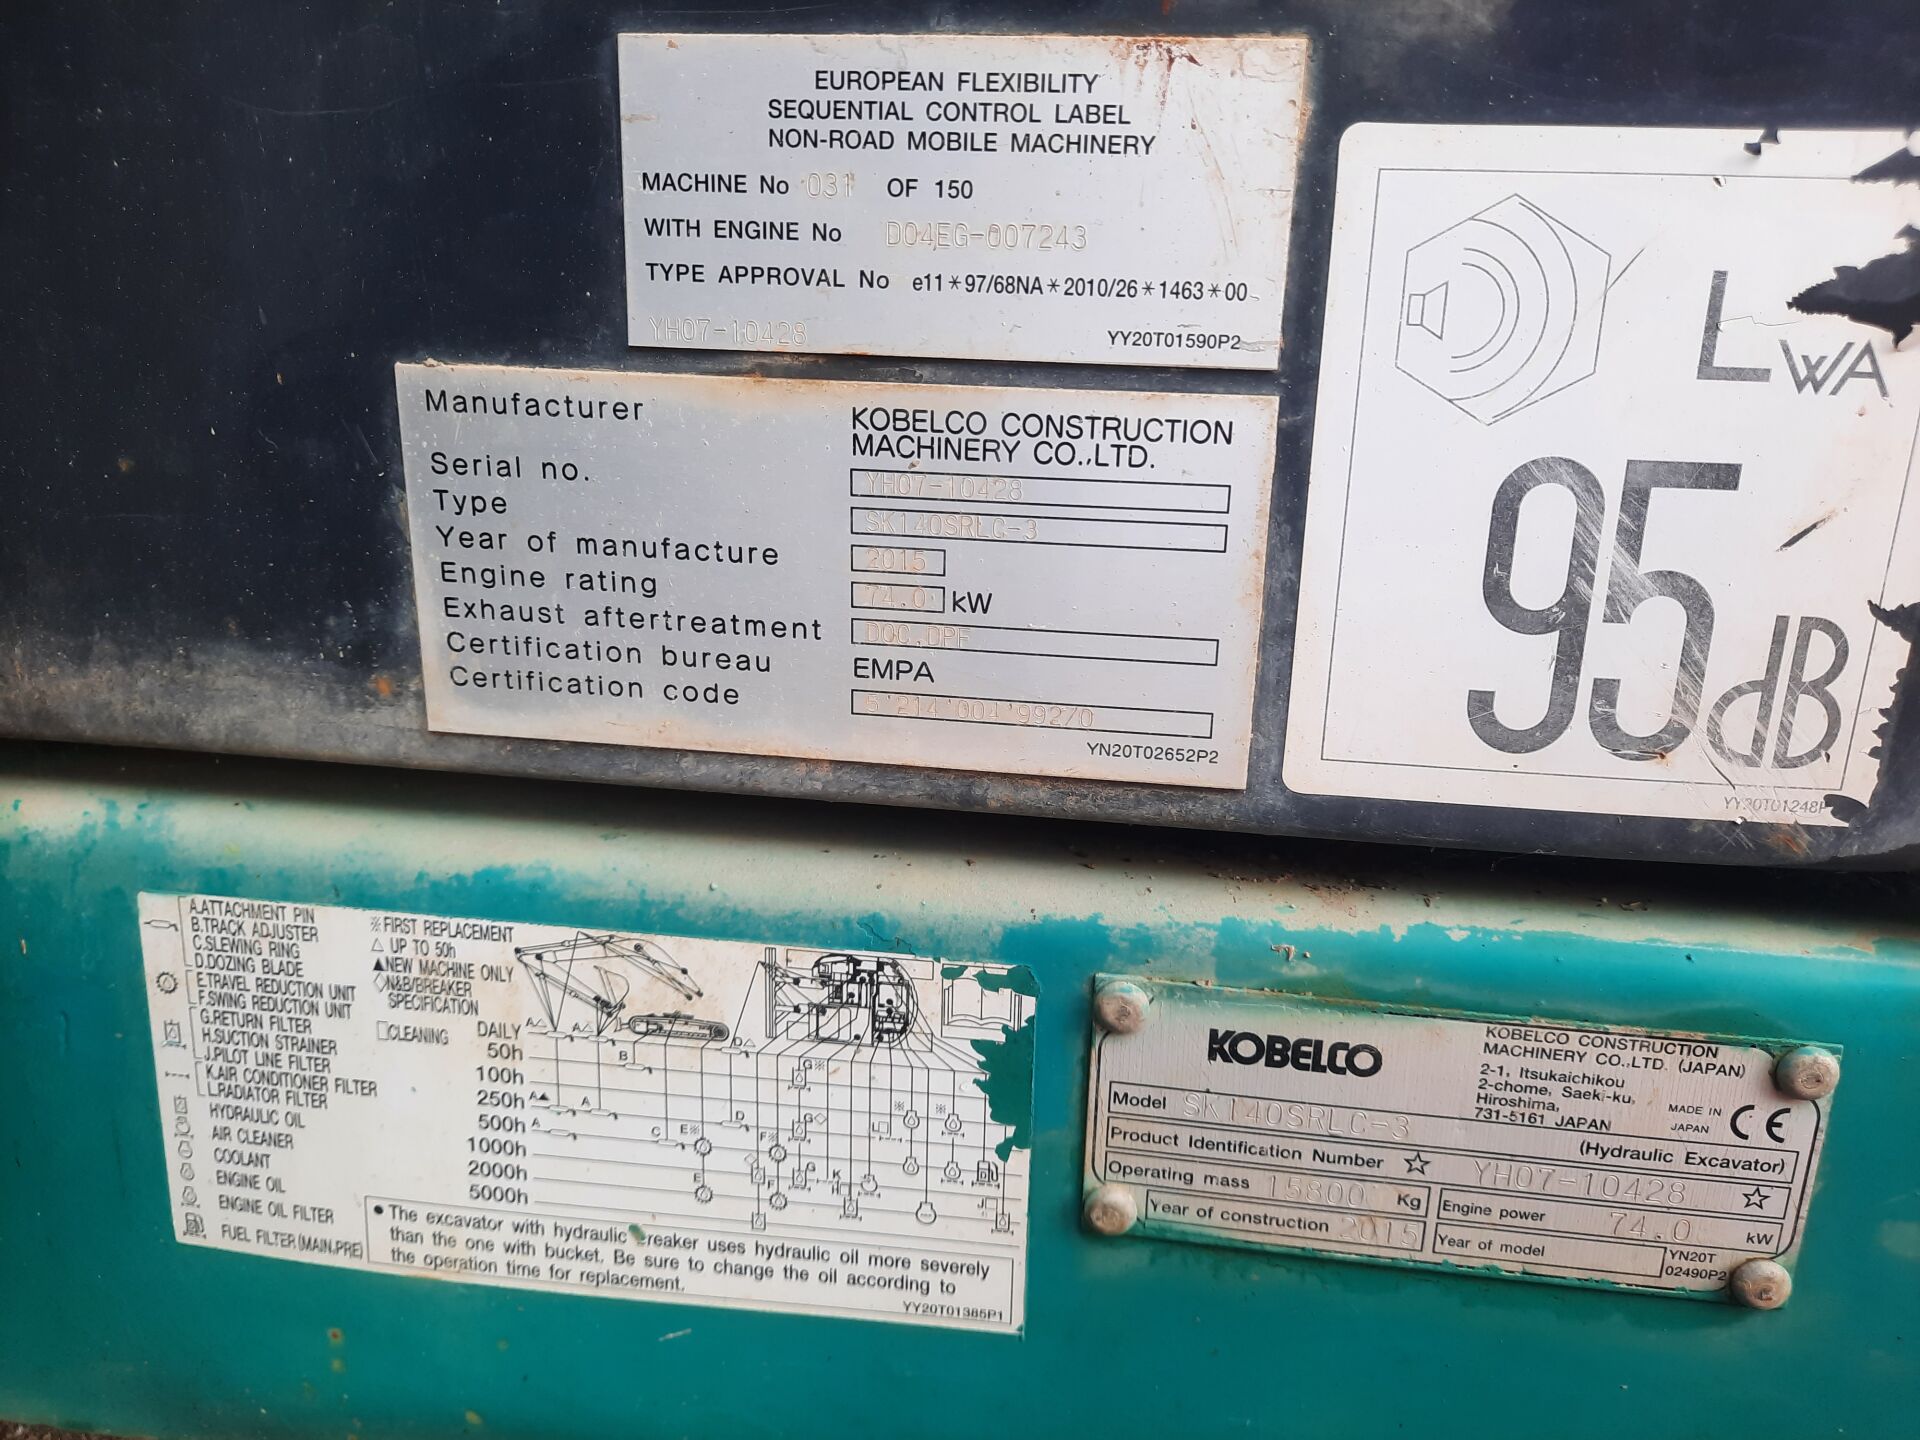 EUROPEAN FLEXIBILITY
SEQUENTIAL CONTROL LABEL
NON-ROAD MOBILE MACHINERY
MACHINE No 031 OF 150
WITH ENGINE No D04EG-007243
TYPE APPROVAL No e11*97/68NA*2010/26*1463*00
YH07-10428 YY20T01590P2
Manufacturer KOBELCO CONSTRUCTION
MACHINERY CO.,LTD.
Serial no. YH07-10428
Type SK140SRLC-3
Year of manufacture 2015
Engine rating 74.0 kW
Exhaust aftertreatment DOC,DPF
Certification bureau EMPA
Certification code 5'214'004'992/0
YN20T02652P2
LWA
95dB
YY20T01248P
A.ATTACHMENT PIN
B.TRACK ADJUSTER
C.SLEWING RING
D.DOZING BLADE
E.TRAVEL REDUCTION UNIT
F.SWING REDUCTION UNIT
G.RETURN FILTER
H.SUCTION STRAINER
J.PILOT LINE FILTER
K.AIR CONDITIONER FILTER
L.RADIATOR FILTER
HYDRAULIC OIL
AIR CLEANER
COOLANT
ENGINE OIL
ENGINE OIL FILTER
FUEL FILTER(MAIN,PRE)
※FIRST REPLACEMENT
△ UP TO 50h
▲NEW MACHINE ONLY
◇N&B/BREAKER
SPECIFICATION
□CLEANING
DAILY
50h
100h
250h
500h
1000h
2000h
5000h
• The excavator with hydraulic breaker uses hydraulic oil more severely
than the one with bucket. Be sure to change the oil according to
the operation time for replacement.
YY20T01385P1
KOBELCO
KOBELCO CONSTRUCTION
MACHINERY CO.,LTD. (JAPAN)
2-1, Itsukaichikou
2-chome, Saeki-ku,
Hiroshima,
731-5161 JAPAN
MADE IN
JAPAN
CE
Model SK140SRLC-3 (Hydraulic Excavator)
Product Identification Number ☆ YH07-10428 ☆
Operating mass 15800 Kg
Engine power 74.0 kW
Year of construction 2015
Year of model
YN20T
02490P2